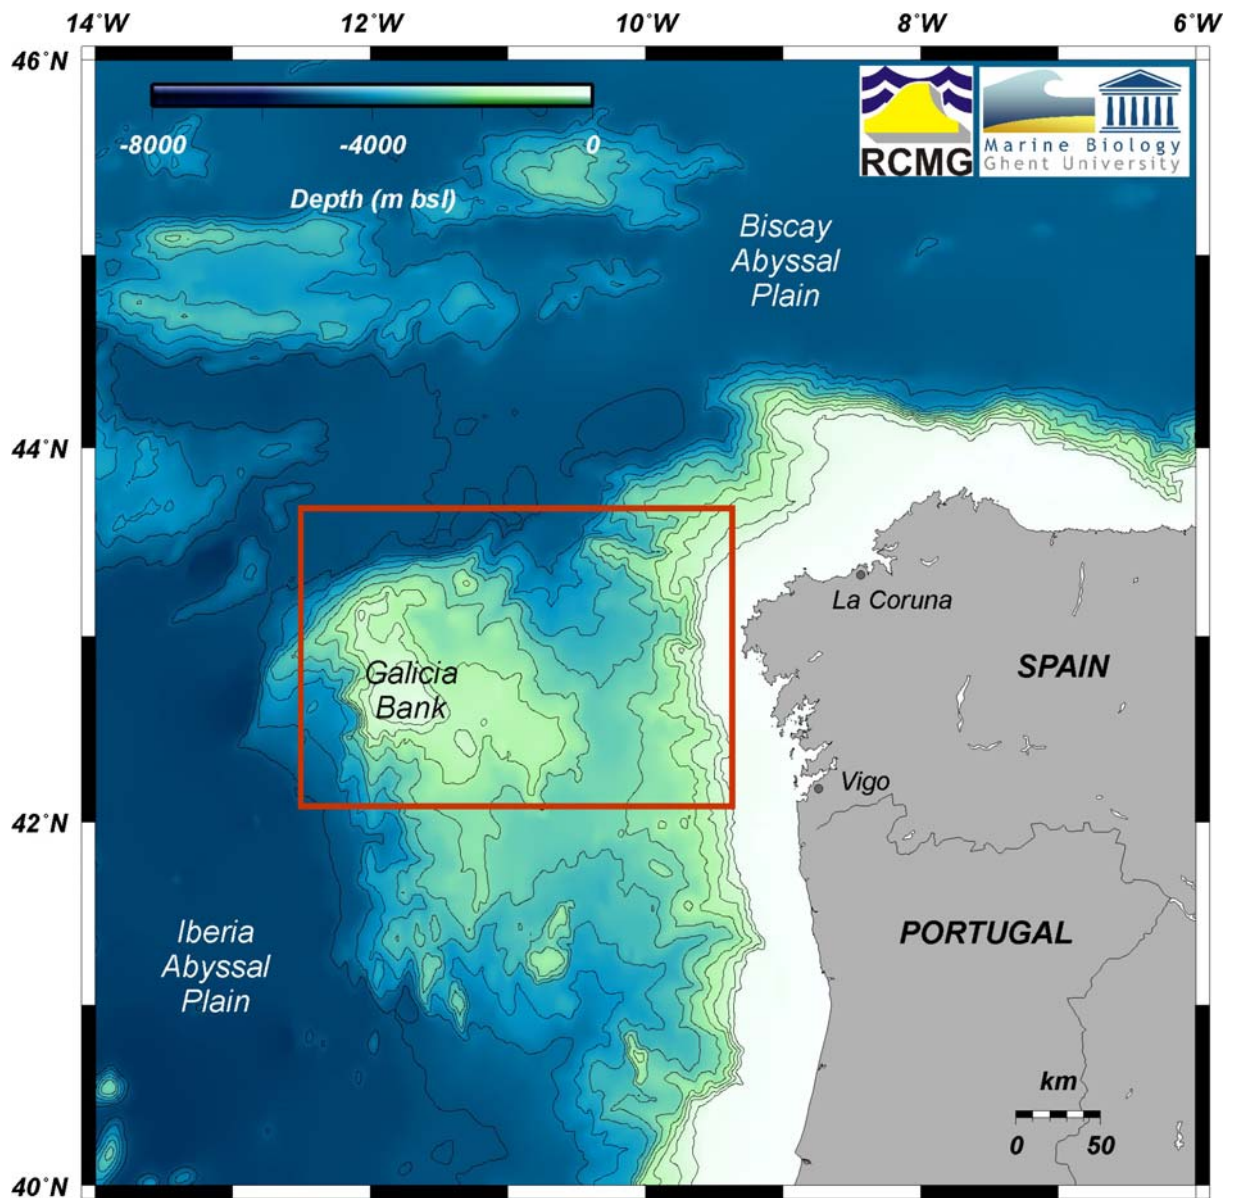 14°W 12°W 10°W 8°W 6°W
46°N
-8000 -4000 0
Depth (m bsl)
RCMG
Marine Biology
Ghent University
Biscay
Abyssal
Plain
44°N
La Coruna
SPAIN
Galicia
Bank
Vigo
42°N
Iberia
Abyssal
Plain
PORTUGAL
km
0 50
40°N